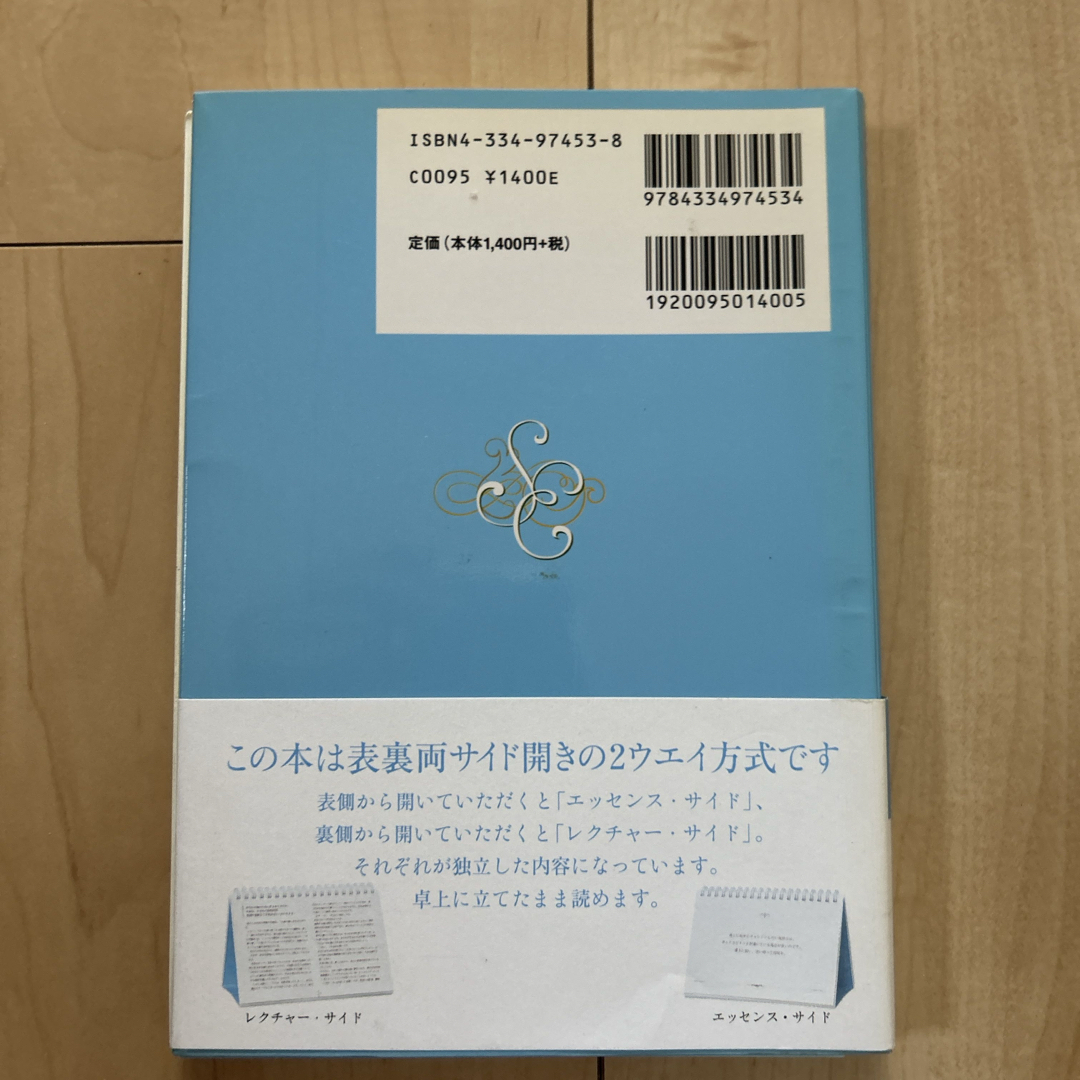 ISBN4-334-97453-8
C0095 ¥1400E
9784334974534
定価(本体1,400円+税)
1920095014005
この本は表裏両サイド開きの2ウエイ方式です
表側から開いていただくと「エッセンス・サイド」、
裏側から開いていただくと「レクチャー・サイド」。
それぞれが独立した内容になっています。
卓上に立てたまま読めます。
レクチャー・サイド
エッセンス・サイド